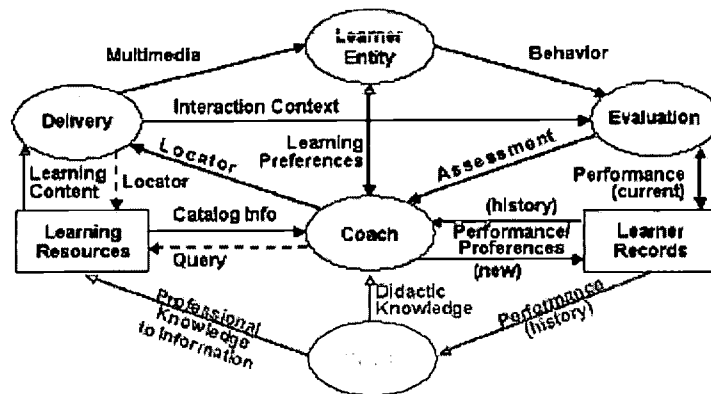 Learner
Entity
Multimedia
Behavior
Delivery
Interaction Context
Evaluation
Learning
Preferences
Locator
Assessment
Learning
Content
Locator
Performance
(current)
Learning
Resources
Catalog Info
Query
Coach
(history)
Performance/
Proferences
(new)
Learner
Records
Professional
Knowledge
to Information
Didactic
Knowledge
Performance
(history)